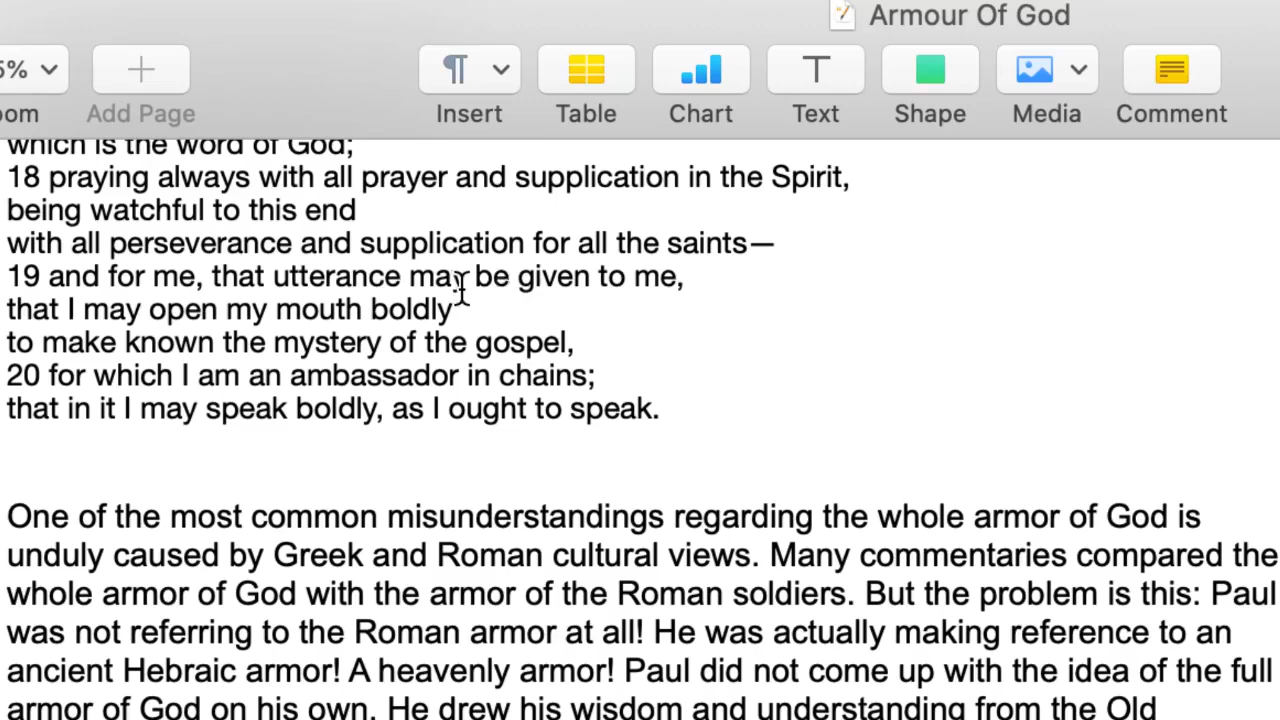 Armour Of God
5%
oom
Add Page
Insert
Table
Chart
Text
Shape
Media
Comment
which is the word of God;
18 praying always with all prayer and supplication in the Spirit,
being watchful to this end
with all perseverance and supplication for all the saints—
19 and for me, that utterance may be given to me,
that I may open my mouth boldly
to make known the mystery of the gospel,
20 for which I am an ambassador in chains;
that in it I may speak boldly, as I ought to speak.
One of the most common misunderstandings regarding the whole armor of God is
unduly caused by Greek and Roman cultural views. Many commentaries compared the
whole armor of God with the armor of the Roman soldiers. But the problem is this: Paul
was not referring to the Roman armor at all! He was actually making reference to an
ancient Hebraic armor! A heavenly armor! Paul did not come up with the idea of the full
armor of God on his own. He drew his wisdom and understanding from the Old